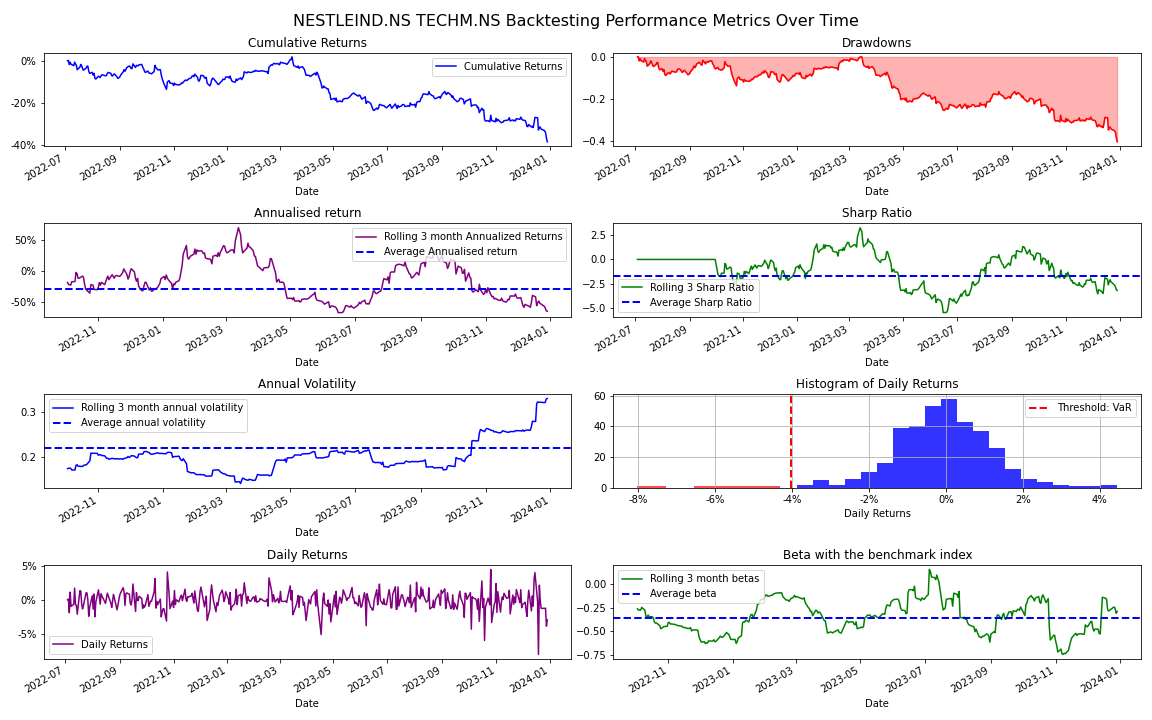 NESTLEIND.NS TECHM.NS Backtesting Performance Metrics Over Time
Cumulative Returns
0%
-20%
-40%
Cumulative Returns
2022-07 2022-09 2022-11 2023-01 2023-03 2023-05 2023-07 2023-09 2023-11 2024-01
Date
Drawdowns
0.0
−0.2
−0.4
2022-07 2022-09 2022-11 2023-01 2023-03 2023-05 2023-07 2023-09 2023-11 2024-01
Date
Annualised return
50%
0%
-50%
Rolling 3 month Annualized Returns
Average Annualised return
2022-11 2023-01 2023-03 2023-05 2023-07 2023-09 2023-11 2024-01
Date
Sharp Ratio
2.5
0.0
−2.5
−5.0
Rolling 3 Sharp Ratio
Average Sharp Ratio
2022-07 2022-09 2022-11 2023-01 2023-03 2023-05 2023-07 2023-09 2023-11 2024-01
Date
Annual Volatility
0.3
0.2
Rolling 3 month annual volatility
Average annual volatility
2022-11 2023-01 2023-03 2023-05 2023-07 2023-09 2023-11 2024-01
Date
Histogram of Daily Returns
60
40
20
0
Threshold: VaR
-8% -6% -4% -2% 0% 2% 4%
Daily Returns
Daily Returns
5%
0%
-5%
Daily Returns
2022-07 2022-09 2022-11 2023-01 2023-03 2023-05 2023-07 2023-09 2023-11 2024-01
Date
Beta with the benchmark index
0.00
−0.25
−0.50
−0.75
Rolling 3 month betas
Average beta
2022-11 2023-01 2023-03 2023-05 2023-07 2023-09 2023-11 2024-01
Date